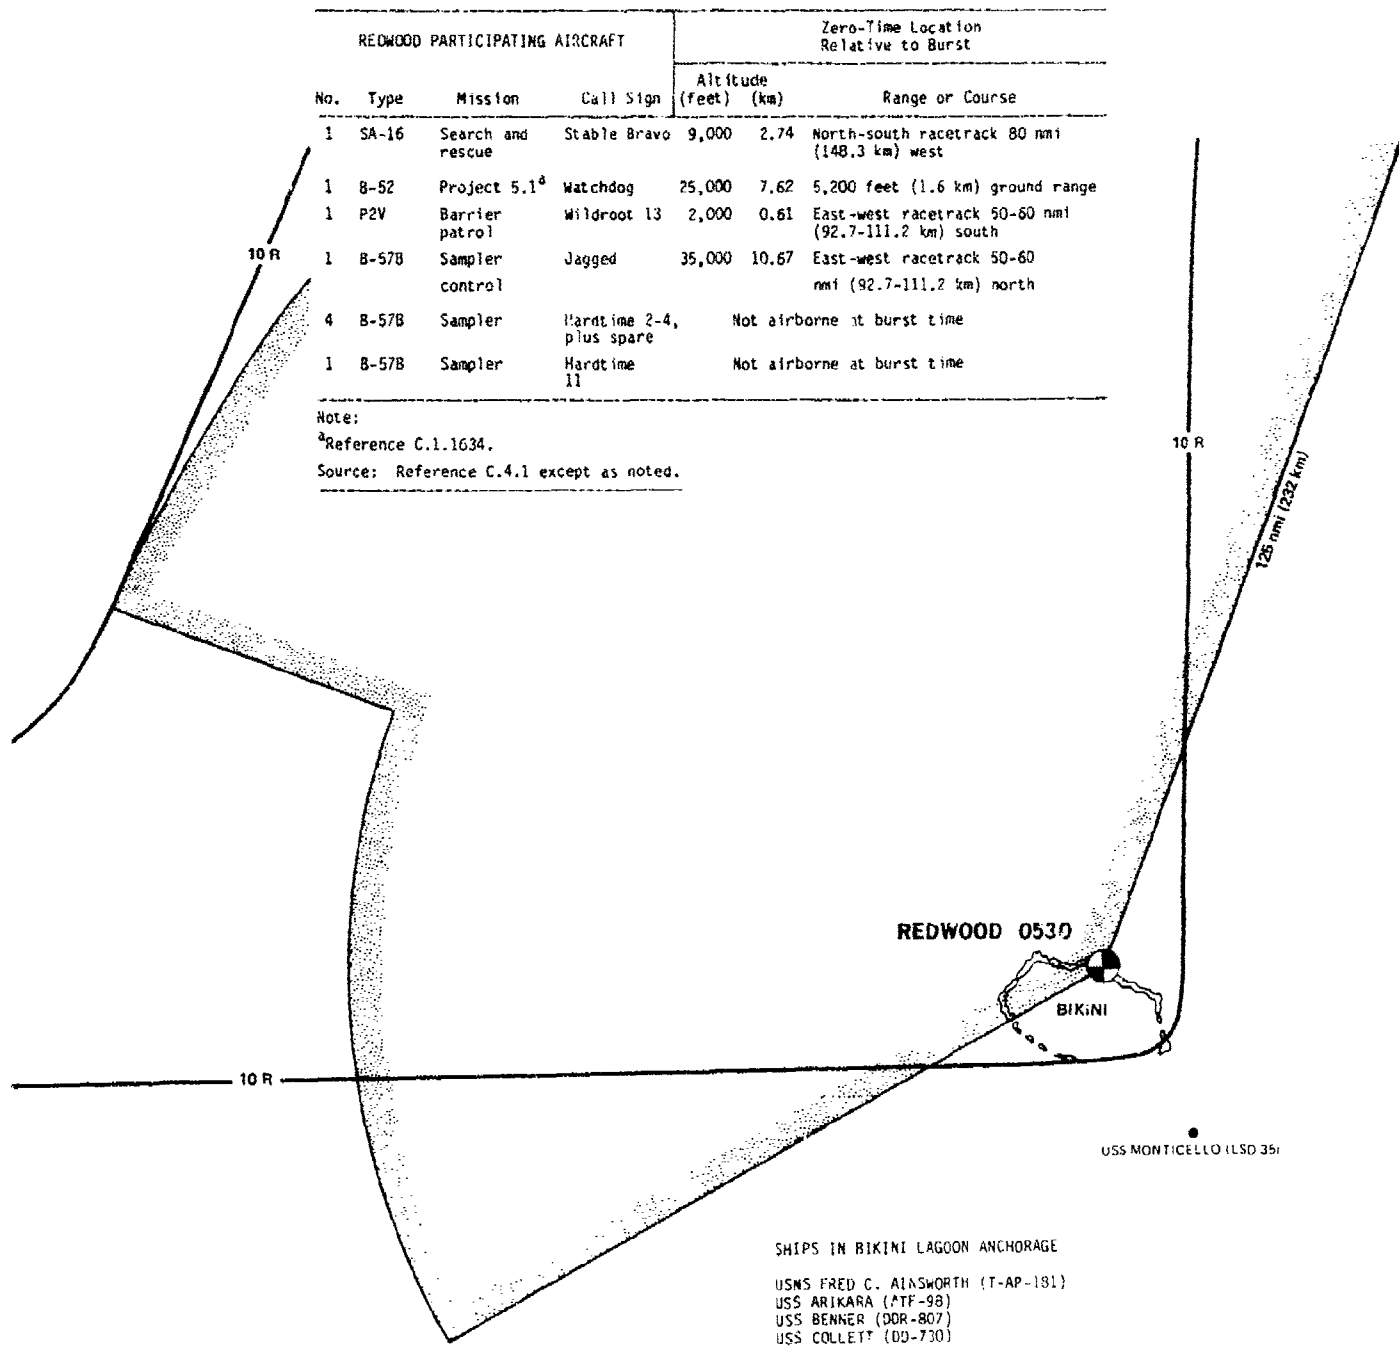 REDWOOD PARTICIPATING AIRCRAFT
Zero-Time Location
Relative to Burst
Altitude
No. Type Mission Call Sign (feet) (km) Range or Course
1 SA-16 Search and Stable Bravo 9,000 2.74 North-south racetrack 80 nmi
rescue (148.3 km) west
1 B-52 Project 5.1a Watchdog 25,000 7.62 5,200 feet (1.6 km) ground range
1 P2V Barrier Wildroot 13 2,000 0.61 East-west racetrack 50-60 nmi
patrol (92.7-111.2 km) south
1 B-57B Sampler Jagged 35,000 10.67 East-west racetrack 50-60
control nmi (92.7-111.2 km) north
4 B-57B Sampler Hardtime 2-4, Not airborne at burst time
plus spare
1 B-57B Sampler Hardtime Not airborne at burst time
11
Note:
aReference C.1.1634.
Source: Reference C.4.1 except as noted.
10 R
10 R
125 nmi (232 km)
REDWOOD 0530
BIKINI
10 R
USS MONTICELLO (LSD 35)
SHIPS IN BIKINI LAGOON ANCHORAGE
USNS FRED C. AINSWORTH (T-AP-181)
USS ARIKARA (ATF-98)
USS BENNER (DDR-807)
USS COLLETT (DD-730)